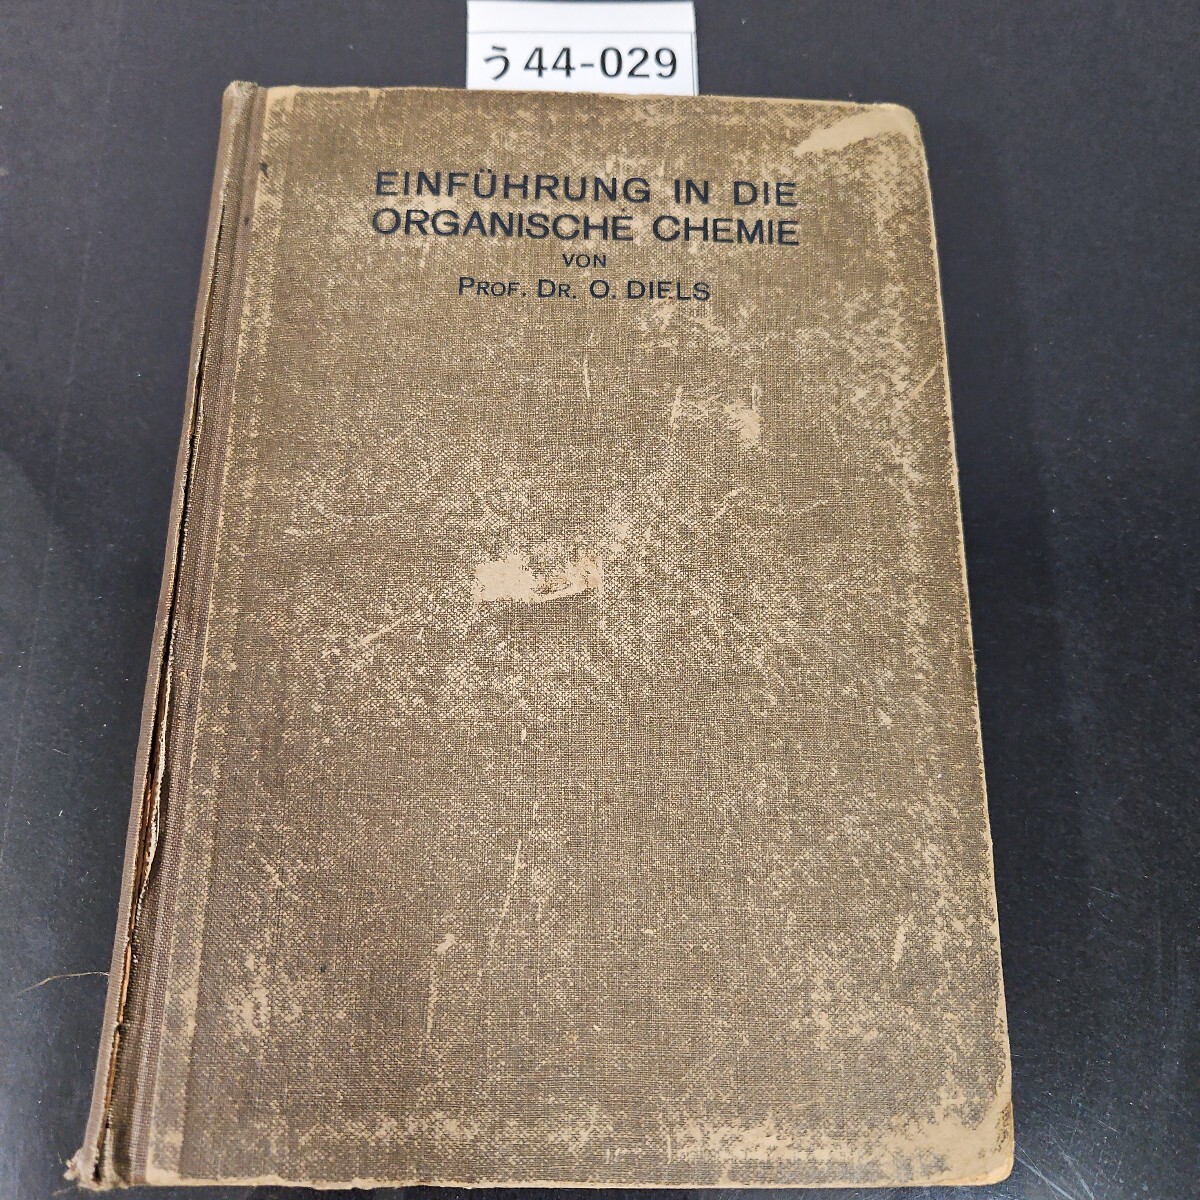 う44-029
EINFÜHRUNG IN DIE
ORGANISCHE CHEMIE
VON
PROF. DR. O. DIELS